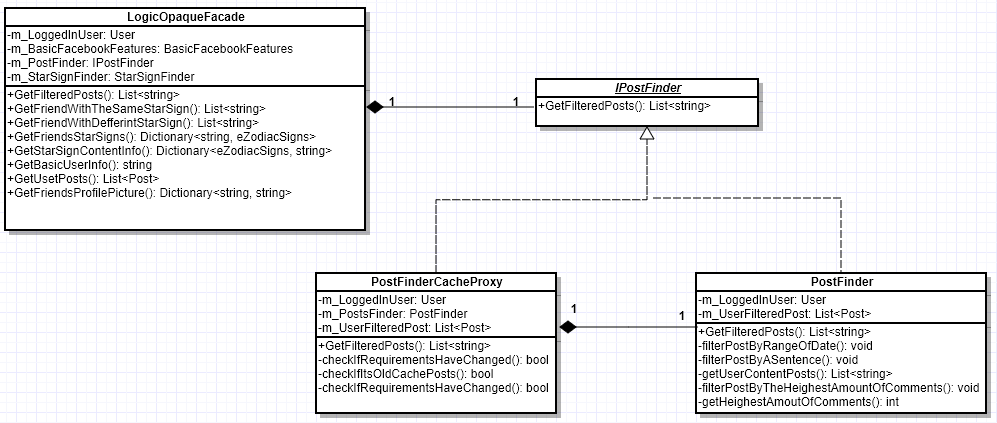 LogicOpaqueFacade
-m_LoggedInUser: User
-m_BasicFacebookFeatures: BasicFacebookFeatures
-m_PostFinder: IPostFinder
-m_StarSignFinder: StarSignFinder
+GetFilteredPosts(): List<string>
+GetFriendWithTheSameStarSign(): List<string>
+GetFriendWithDefferintStarSign(): List<string>
+GetFriendsStarSigns(): Dictionary<string, eZodiacSigns>
+GetStarSignContentInfo(): Dictionary<eZodiacSigns, string>
+GetBasicUserInfo(): string
+GetUsetPosts(): List<Post>
+GetFriendsProfilePicture(): Dictionary<string, string>
1
1
IPostFinder
+GetFilteredPosts(): List<string>
PostFinderCacheProxy
-m_LoggedInUser: User
-m_PostsFinder: PostFinder
-m_UserFilteredPost: List<Post>
+GetFilteredPosts(): List<string>
-checkIfRequirementsHaveChanged(): bool
-checkIfItsOldCachePosts(): bool
-checkIfRequirementsHaveChanged(): bool
1
1
PostFinder
-m_LoggedInUser: User
-m_UserFilteredPost: List<Post>
+GetFilteredPosts(): List<string>
-filterPostByRangeOfDate(): void
-filterPostByASentence(): void
-getUserContentPosts(): List<string>
-filterPostByTheHeighestAmountOfComments(): void
-getHeighestAmoutOfComments(): int